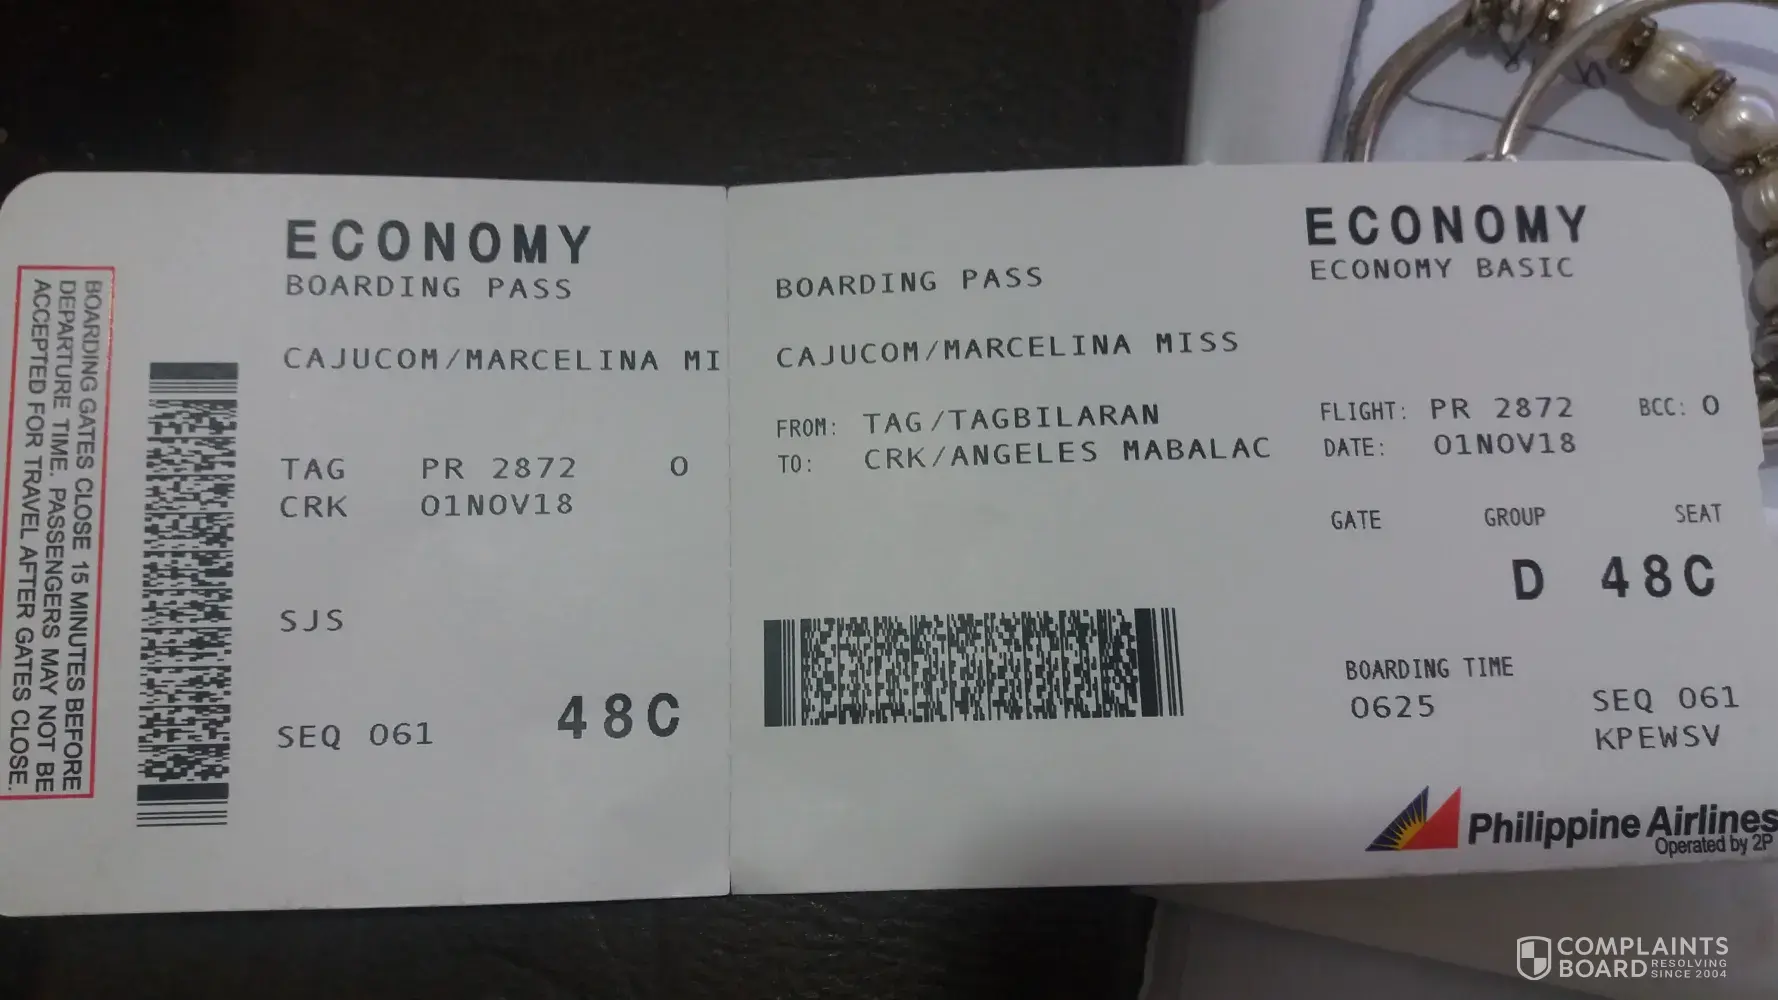 BOARDING GATES CLOSE 15 MINUTES BEFORE
DEPARTURE TIME. PASSENGERS MAY NOT BE
ACCEPTED FOR TRAVEL AFTER GATES CLOSE.
ECONOMY
BOARDING PASS
CAJUCOM/MARCELINA MI
TAG PR 2872 O
CRK 01NOV18
SJS
SEQ 061 48C
ECONOMY
ECONOMY BASIC
BOARDING PASS
CAJUCOM/MARCELINA MISS
FROM: TAG/TAGBILARAN FLIGHT: PR 2872 BCC: O
TO: CRK/ANGELES MABALAC DATE: 01NOV18
GATE GROUP SEAT
D 48C
BOARDING TIME
0625 SEQ 061
KPEWSV
Philippine Airlines
Operated by 2P
COMPLAINTS
BOARD RESOLVING
SINCE 2004